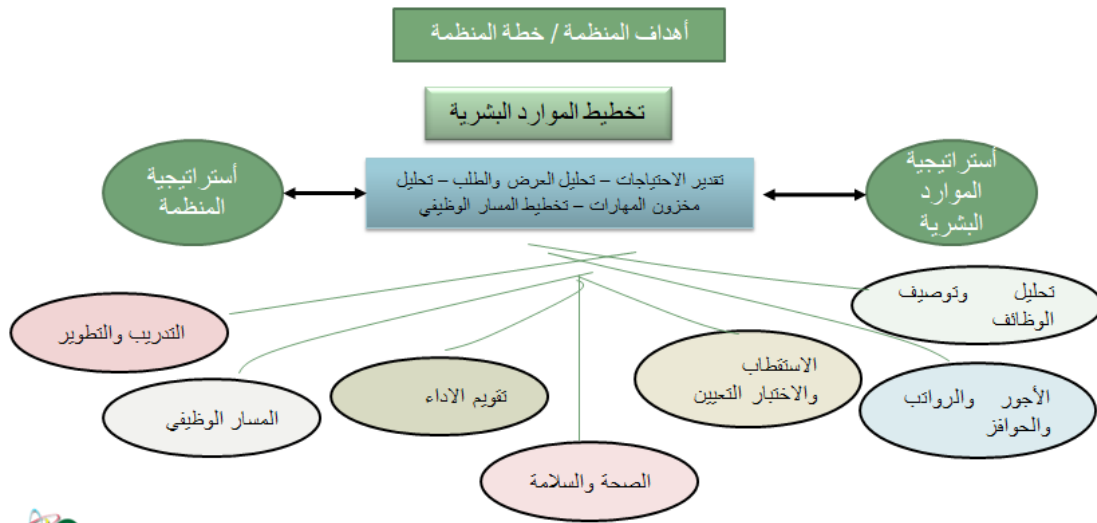 أهداف المنظمة / خطة المنظمة
تخطيط الموارد البشرية
أستراتيجية
الموارد
البشرية
تقدير الاحتياجات – تحليل العرض والطلب – تحليل
مخزون المهارات – تخطيط المسار الوظيفي
أستراتيجية
المنظمة
تحليل وتوصيف
الوظائف
الأجور والرواتب
والحوافز
الاستقطاب
والاختبار التعيين
الصحة والسلامة
تقويم الاداء
المسار الوظيفي
التدريب والتطوير